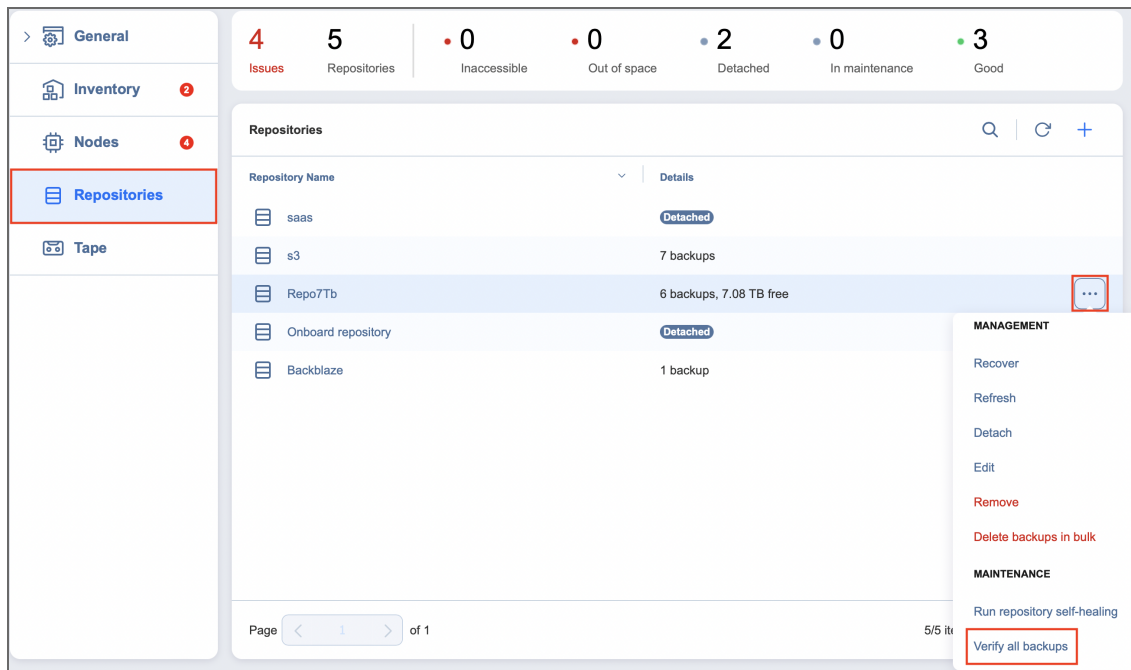 General
Inventory 2
Nodes 4
Repositories
Tape
4 5 0 0 2 0 3
Issues Repositories Inaccessible Out of space Detached In maintenance Good
Repositories
Repository Name Details
saas Detached
s3 7 backups
Repo7Tb 6 backups, 7.08 TB free
Onboard repository Detached
Backblaze 1 backup
MANAGEMENT
Recover
Refresh
Detach
Edit
Remove
Delete backups in bulk
MAINTENANCE
Run repository self-healing
Verify all backups
Page 1 of 1
5/5